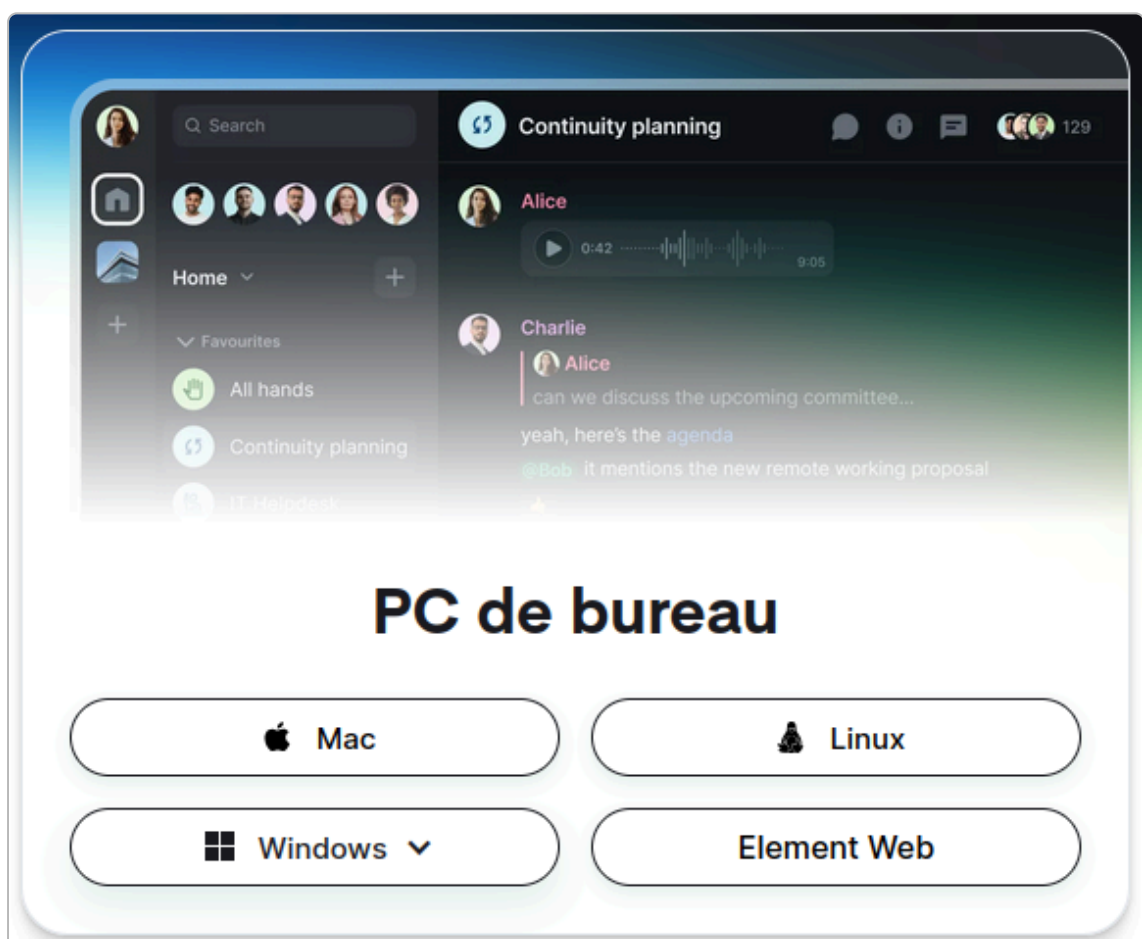 Search
Continuity planning
129
Alice
0:42
9:05
Home
Favourites
Charlie
Alice
can we discuss the upcoming committee...
All hands
yeah, here's the agenda
Continuity planning
@Bob it mentions the new remote working proposal
IT Helpdesk
PC de bureau
Mac
Linux
Windows
Element Web